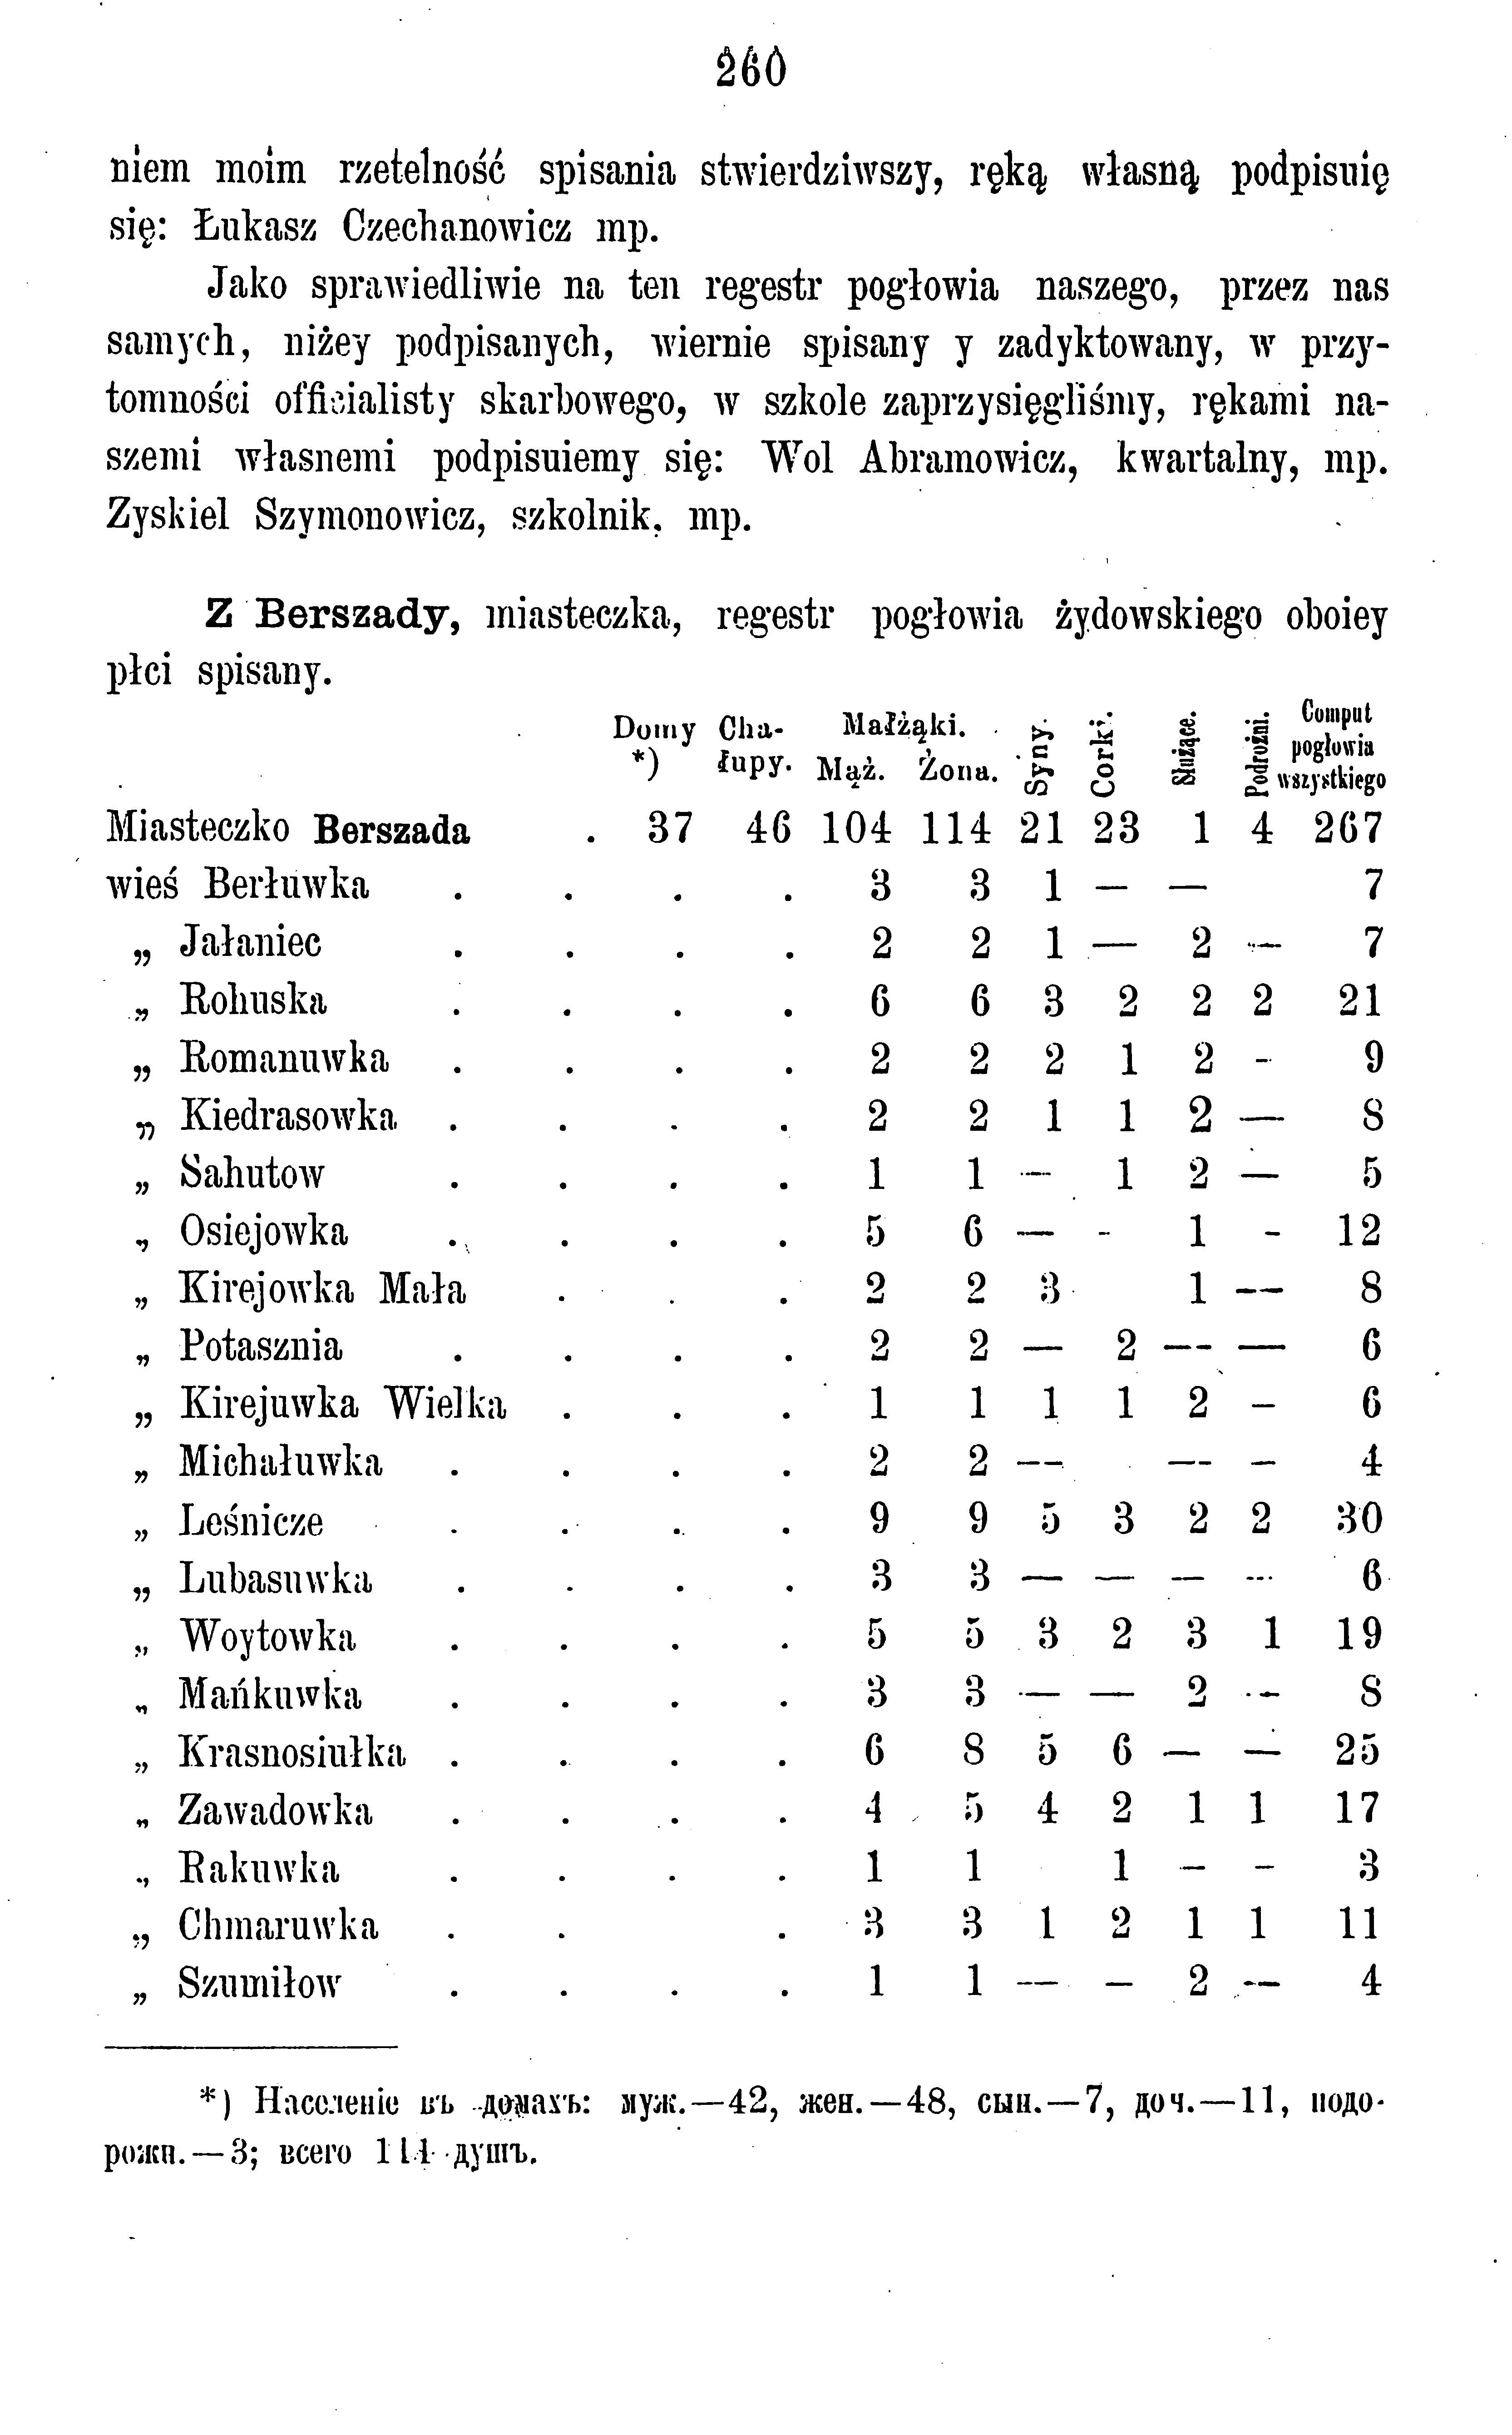 260
niem moim rzetelność spisania stwierdziwszy, ręką własną podpisuię
się: Łukasz Czechanowicz mp.
Jako sprawiedliwie na ten regestr pogłowia naszego, przez nas
samych, niżey podpisanych, wiernie spisany y zadyktowany, w przy-
tomności officialisty skarbowego, w szkole zaprzysięgliśmy, rękami na-
szemi własnemi podpisuiemy się: Wol Abramowicz, kwartalny, mp.
Zyskiel Szymonowicz, szkolnik, mp.
Z Berszady, miasteczka, regestr pogłowia żydowskiego oboiey
płci spisany.
Domy *) Cha-łupy. Małżąki. Mąż. Żona. Syny. Corki. Służące. Podrożni. Comput pogłowia wszystkiego
Miasteczko Berszada . 37 46 104 114 21 23 1 4 267
wieś Berłuwka . . . . 3 3 1 — — 7
„ Jałaniec . . . . 2 2 1 — 2 — 7
„ Rohuska . . . . 6 6 3 2 2 2 21
„ Romanuwka . . . . 2 2 2 1 2 - 9
„ Kiedrasowka . . . . 2 2 1 1 2 — 8
„ Sahutow . . . . 1 1 — 1 2 — 5
„ Osiejowka . . . . 5 6 — - 1 - 12
„ Kirejowka Mała . . . 2 2 3 1 — 8
„ Potasznia . . . . 2 2 — 2 — — 6
„ Kirejuwka Wielka . . . 1 1 1 1 2 – 6
„ Michałuwka . . . . 2 2 — — – 4
„ Leśnicze . . . . 9 9 5 3 2 2 30
„ Lubasuwka . . . . 3 3 — — — — 6
„ Woytowka . . . . 5 5 3 2 3 1 19
„ Mańkuwka . . . . 3 3 — — 2 — 8
„ Krasnosiułka . . . . 6 8 5 6 — — 25
„ Zawadowka . . . . 4 5 4 2 1 1 17
„ Rakuwka . . . . 1 1 1 – – 3
„ Chmaruwka . . . 3 3 1 2 1 1 11
„ Szumiłow . . . . 1 1 — – 2 — 4
*) Населеніе въ домахъ: муж.—42, жен.—48, сын.—7, доч.—11, подо-
рожн.—3; всего 114 душъ.